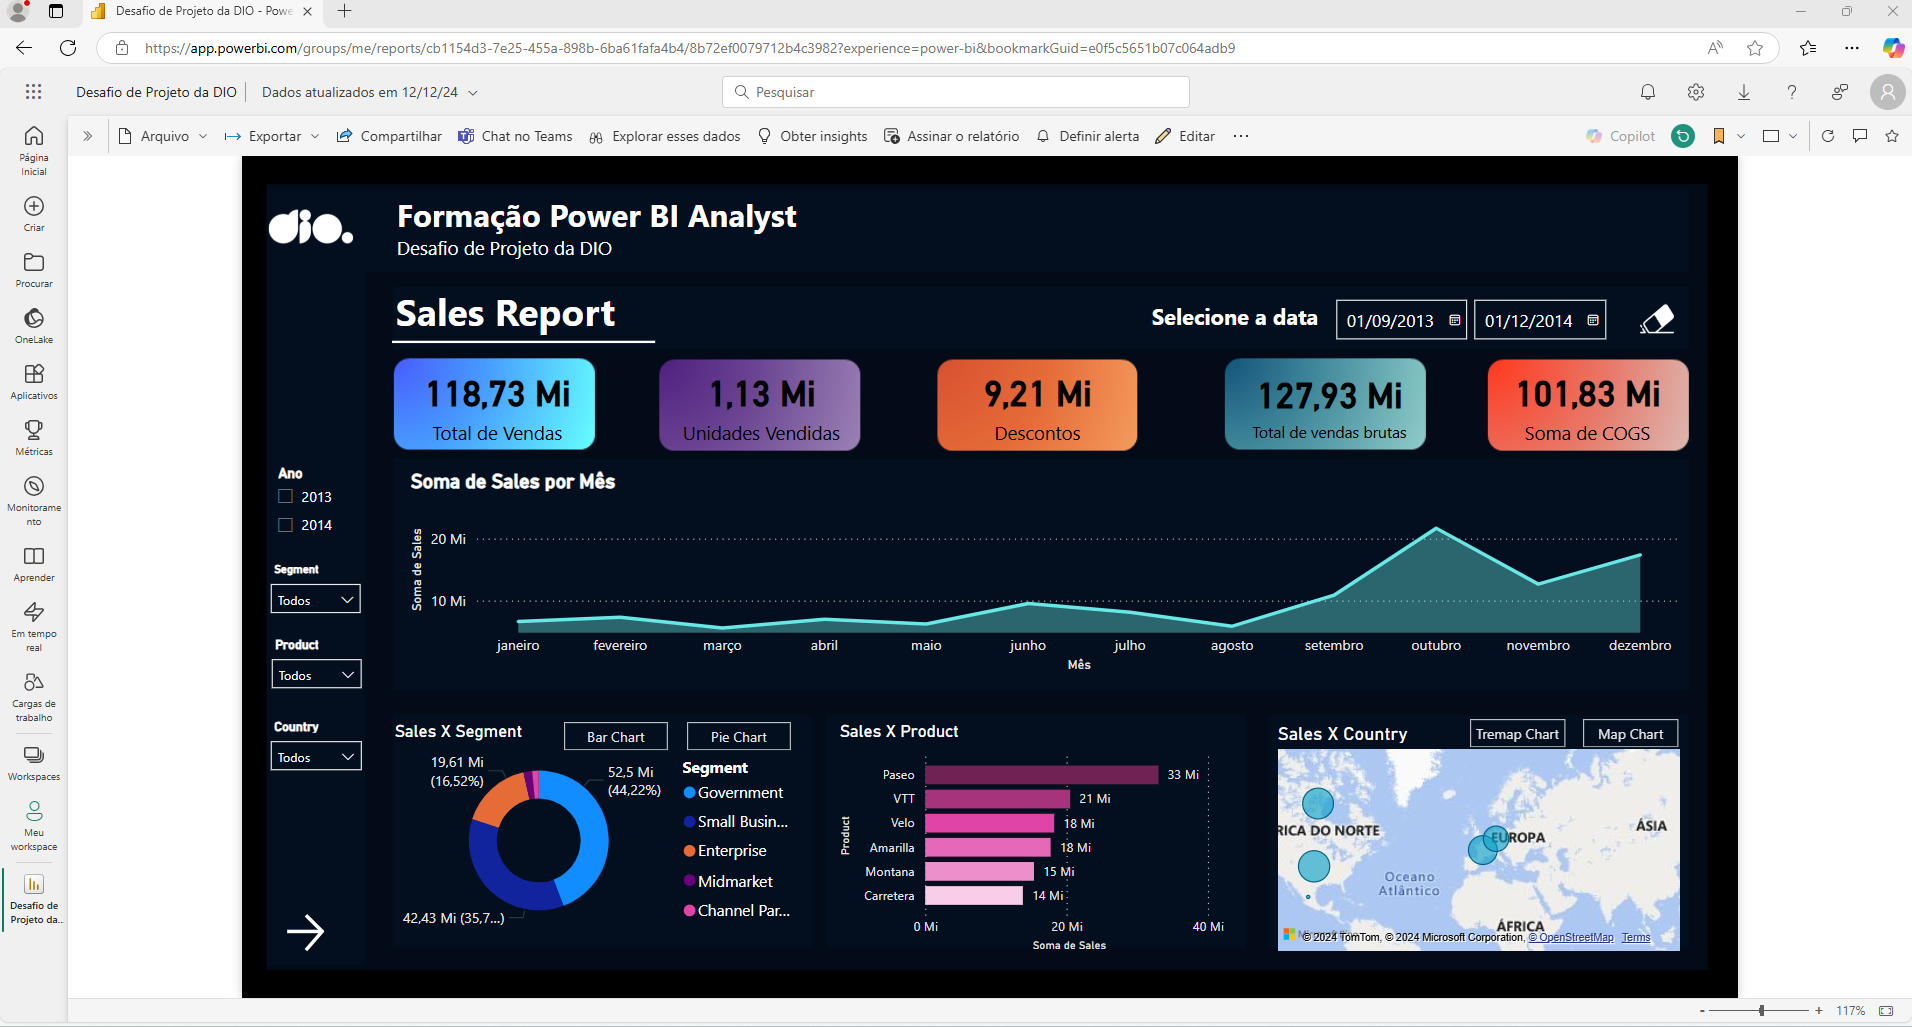 Desafio de Projeto da DIO - Powe
https://app.powerbi.com/groups/me/reports/cb1154d3-7e25-455a-898b-6ba61fafa4b4/8b72ef0079712b4c3982?experience=power-bi&bookmarkGuid=e0f5c5651b07c064adb9
Desafio de Projeto da DIO
Dados atualizados em 12/12/24
Pesquisar
Arquivo
Exportar
Compartilhar
Chat no Teams
Explorar esses dados
Obter insights
Assinar o relatório
Definir alerta
Editar
Copilot
Página
Inicial
Criar
Procurar
OneLake
Aplicativos
Métricas
Monitorame
nto
Aprender
Em tempo
real
Cargas de
trabalho
Workspaces
Meu
workspace
Desafio de
Projeto da...
dio.
Formação Power BI Analyst
Desafio de Projeto da DIO
Sales Report
Selecione a data
01/09/2013
01/12/2014
118,73 Mi
Total de Vendas
1,13 Mi
Unidades Vendidas
9,21 Mi
Descontos
127,93 Mi
Total de vendas brutas
101,83 Mi
Soma de COGS
Ano
2013
2014
Segment
Todos
Product
Todos
Country
Todos
Soma de Sales por Mês
Soma de Sales
20 Mi
10 Mi
janeiro
fevereiro
março
abril
maio
junho
julho
agosto
setembro
outubro
novembro
dezembro
Mês
Sales X Segment
Bar Chart
Pie Chart
19,61 Mi
(16,52%)
52,5 Mi
(44,22%)
42,43 Mi (35,7...)
Segment
Government
Small Busin...
Enterprise
Midmarket
Channel Par...
Sales X Product
Product
Paseo
33 Mi
VTT
21 Mi
Velo
18 Mi
Amarilla
18 Mi
Montana
15 Mi
Carretera
14 Mi
0 Mi
20 Mi
40 Mi
Soma de Sales
Sales X Country
Tremap Chart
Map Chart
RICA DO NORTE
EUROPA
ÁSIA
Oceano
Atlântico
ÁFRICA
© 2024 TomTom, © 2024 Microsoft Corporation, © OpenStreetMap Terms
117%